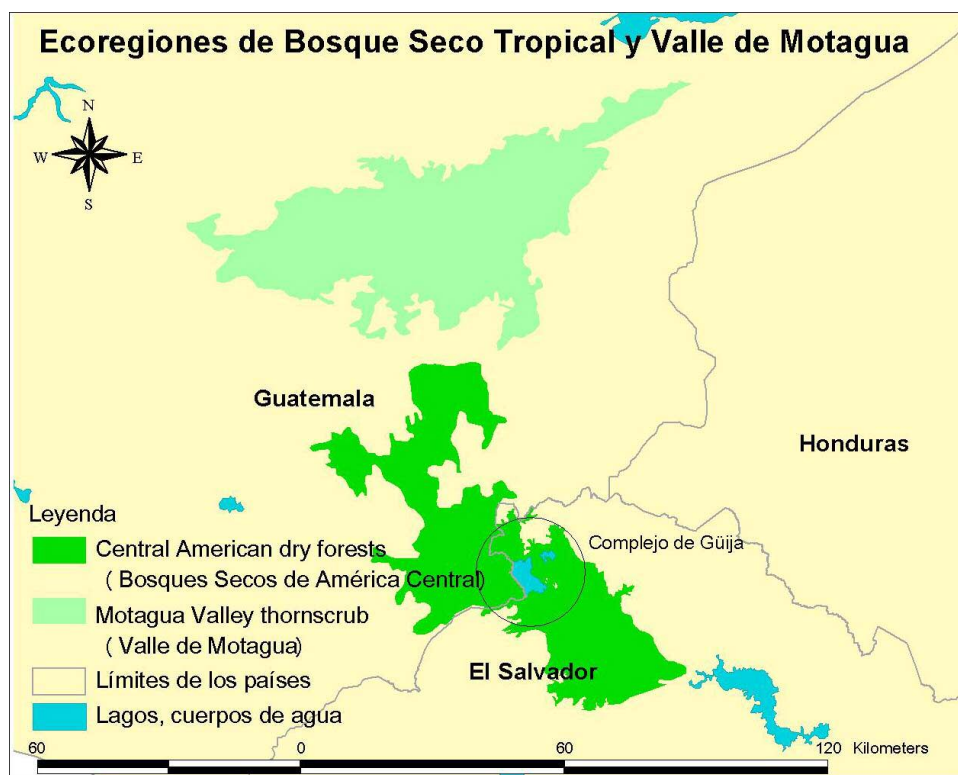 Ecoregiones de Bosque Seco Tropical y Valle de Motagua
N
W E
S
Guatemala
Honduras
Complejo de Güija
El Salvador
Leyenda
Central American dry forests
( Bosques Secos de América Central)
Motagua Valley thornscrub
( Valle de Motagua)
Límites de los países
Lagos, cuerpos de agua
60 0 60 120 Kilometers